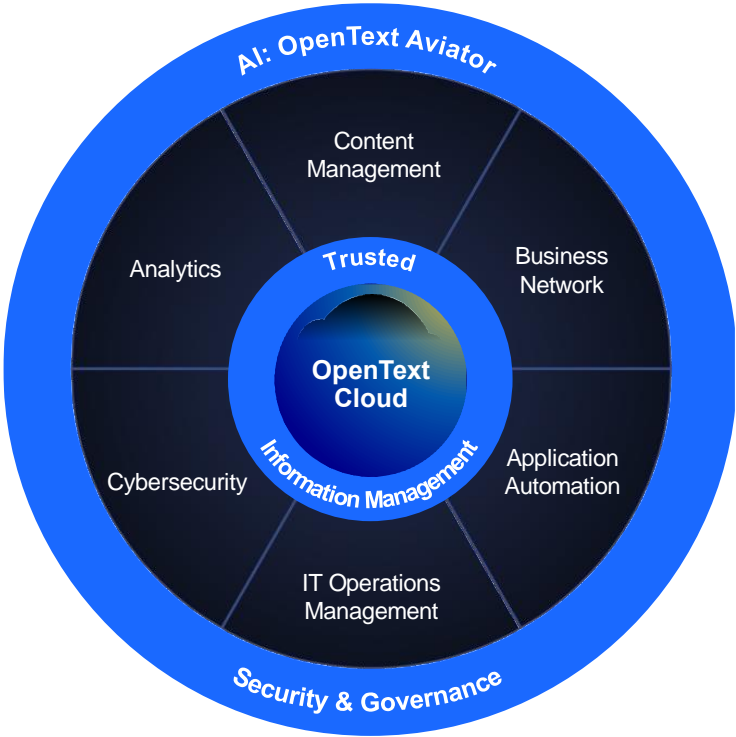 AI: OpenText Aviator
Content
Management
Business
Network
Analytics
Trusted
OpenText
Cloud
Information Management
Application
Automation
Cybersecurity
IT Operations
Management
Security & Governance